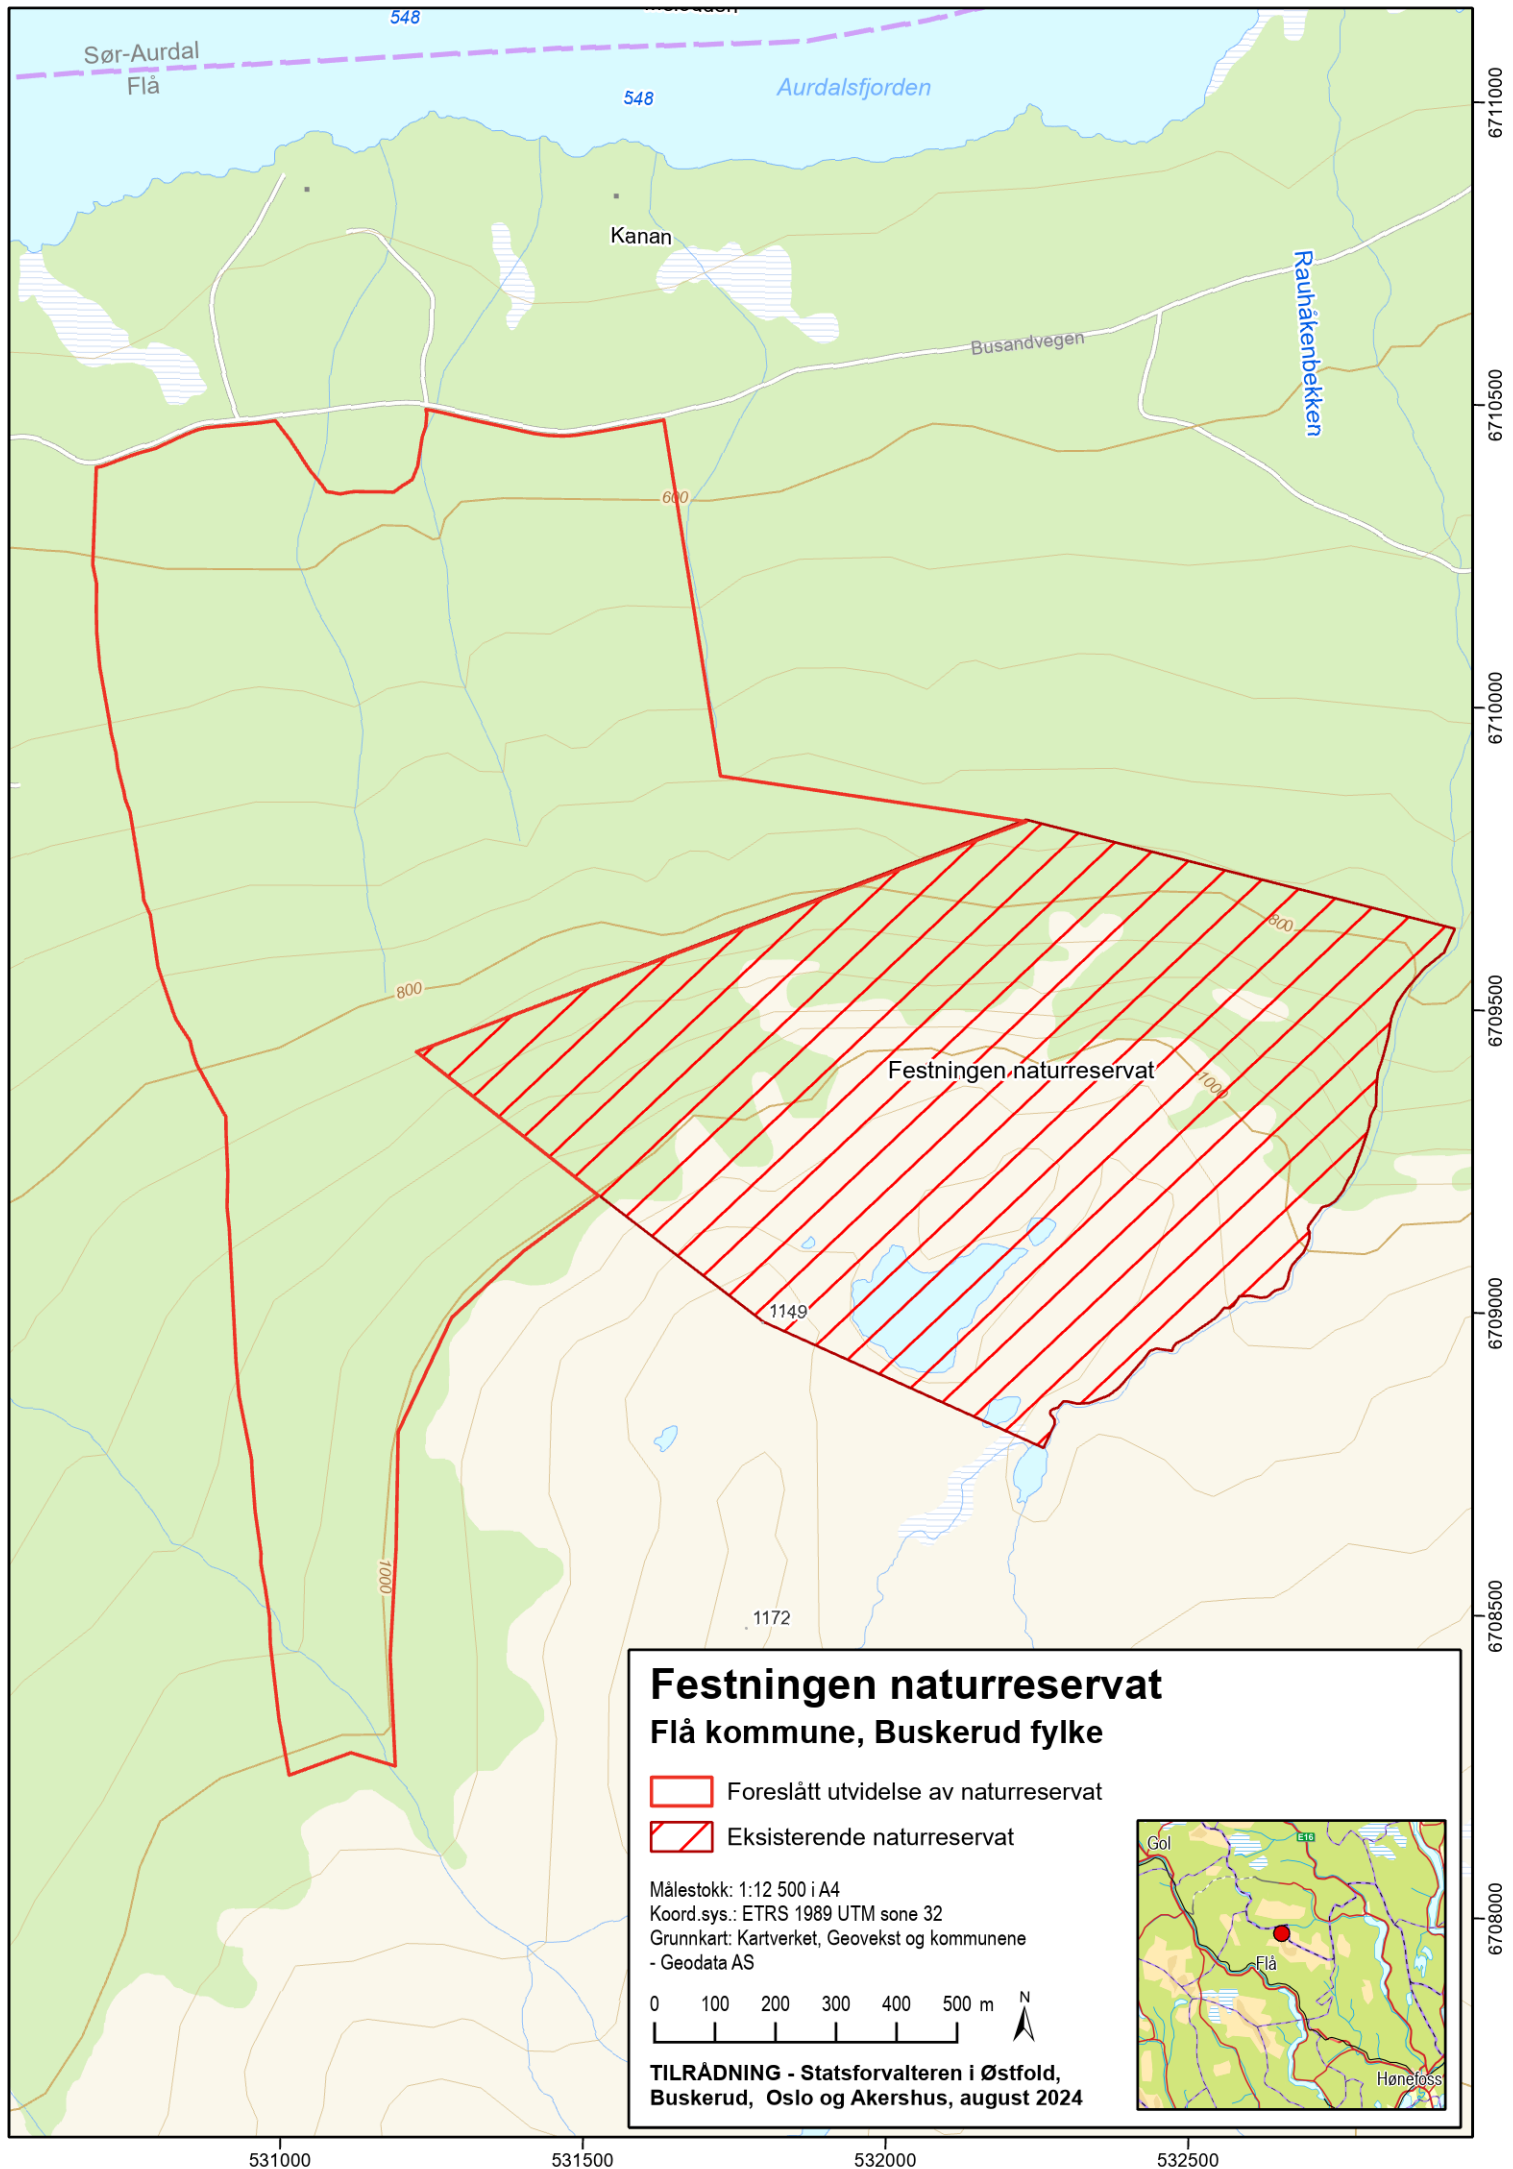 548
Sør-Aurdal
Flå
548
Aurdalsfjorden
6711000
Kanan
Busandvegen
Rauhåkenbekken
6710500
600
6710000
800
800
6709500
Festningen naturreservat
1000
1149
6709000
1000
1172
6708500
Festningen naturreservat
Flå kommune, Buskerud fylke
Foreslått utvidelse av naturreservat
Eksisterende naturreservat
Målestokk: 1:12 500 i A4
Koord.sys.: ETRS 1989 UTM sone 32
Grunnkart: Kartverket, Geovekst og kommunene
- Geodata AS
0 100 200 300 400 500 m
N
TILRÅDNING - Statsforvalteren i Østfold,
Buskerud, Oslo og Akershus, august 2024
Gol
E16
Flå
Hønefoss
6708000
531000 531500 532000 532500